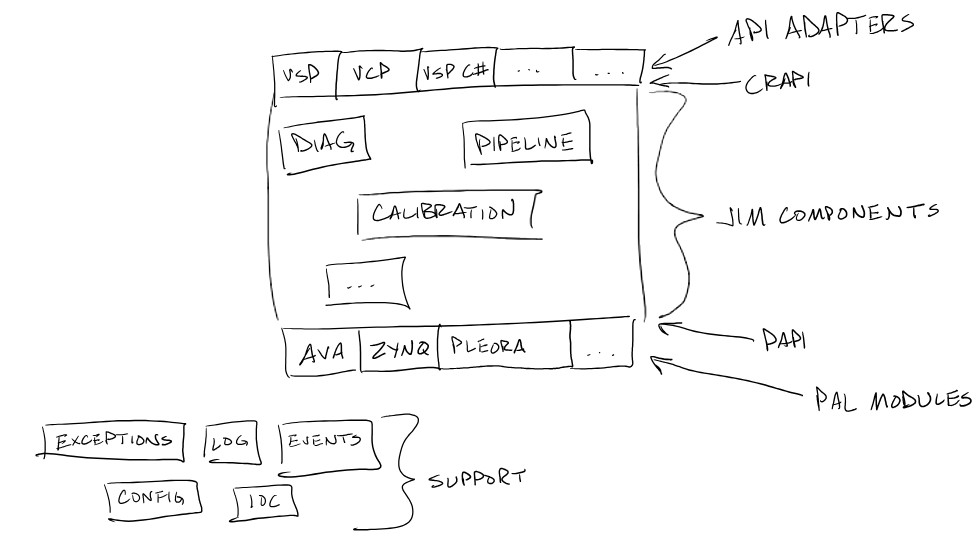 API ADAPTERS
VSP VCP VSP C# ... ...
CRAPI
DIAG PIPELINE
CALIBRATION
JIM COMPONENTS
...
PAPI
AVA ZYNQ PLEORA ...
PAL MODULES
EXCEPTIONS LOG EVENTS
SUPPORT
CONFIG IOC